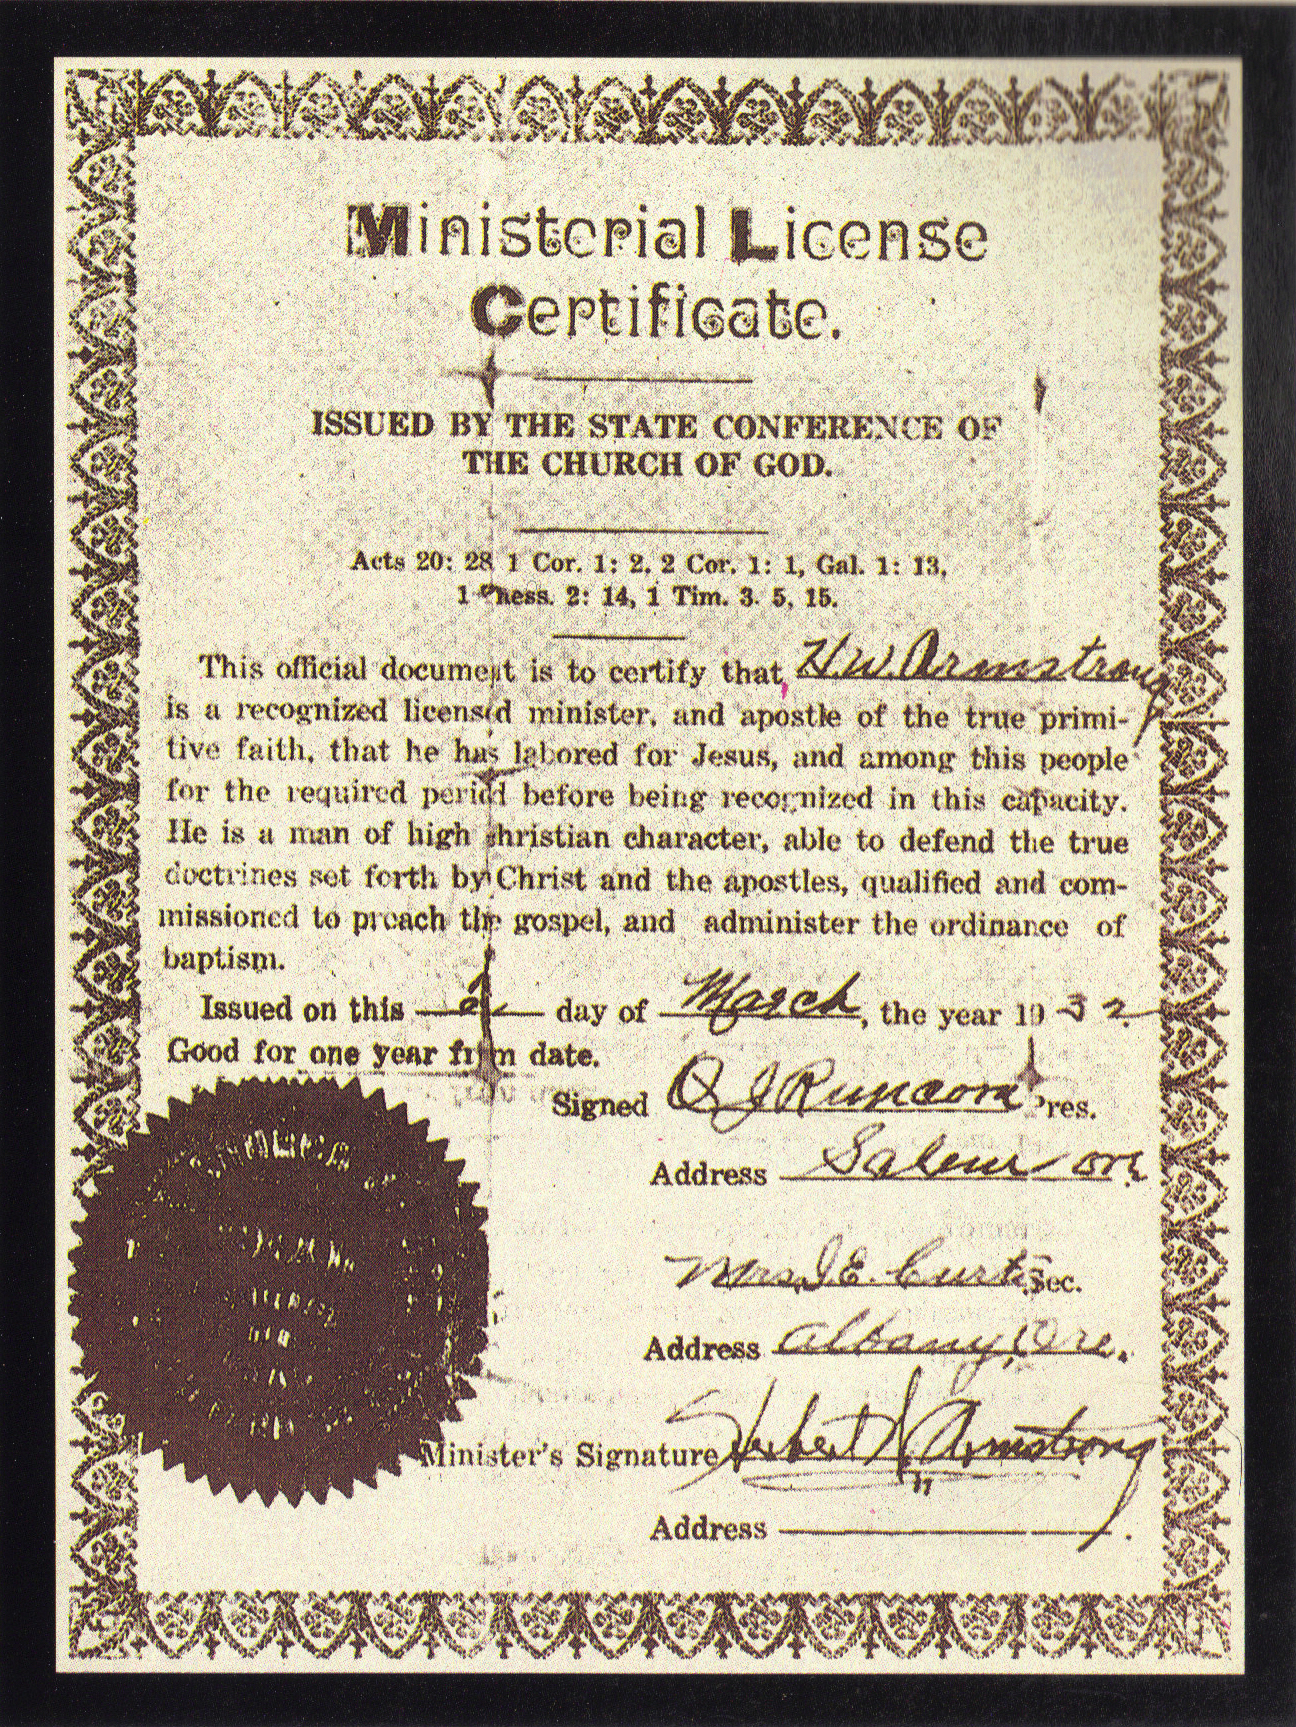 Ministerial License
Certificate.
ISSUED BY THE STATE CONFERENCE OF
THE CHURCH OF GOD.
Acts 20: 28 1 Cor. 1: 2, 2 Cor. 1: 1, Gal. 1: 13,
1 Thess. 2: 14, 1 Tim. 3. 5, 15.
This official document is to certify that H.W. Armstrong
is a recognized licensed minister, and apostle of the true primi-
tive faith, that he has labored for Jesus, and among this people
for the required period before being recognized in this capacity.
He is a man of high christian character, able to defend the true
doctrines set forth by Christ and the apostles, qualified and com-
missioned to preach the gospel, and administer the ordinance of
baptism.
Issued on this 2 day of March, the year 19 32
Good for one year from date.
Signed O J Runcorn Pres.
Address Salem Ore
Mrs. I. E. Curtis Sec.
Address Albany, Ore.
Minister's Signature Herbert W. Armstrong
Address